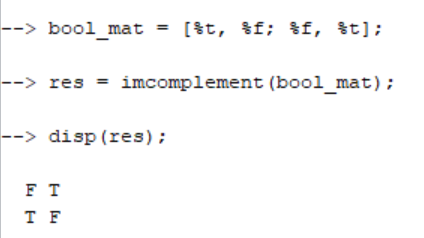 --> bool_mat = [%t, %f; %f, %t];
--> res = imcomplement(bool_mat);
--> disp(res);
F T
T F